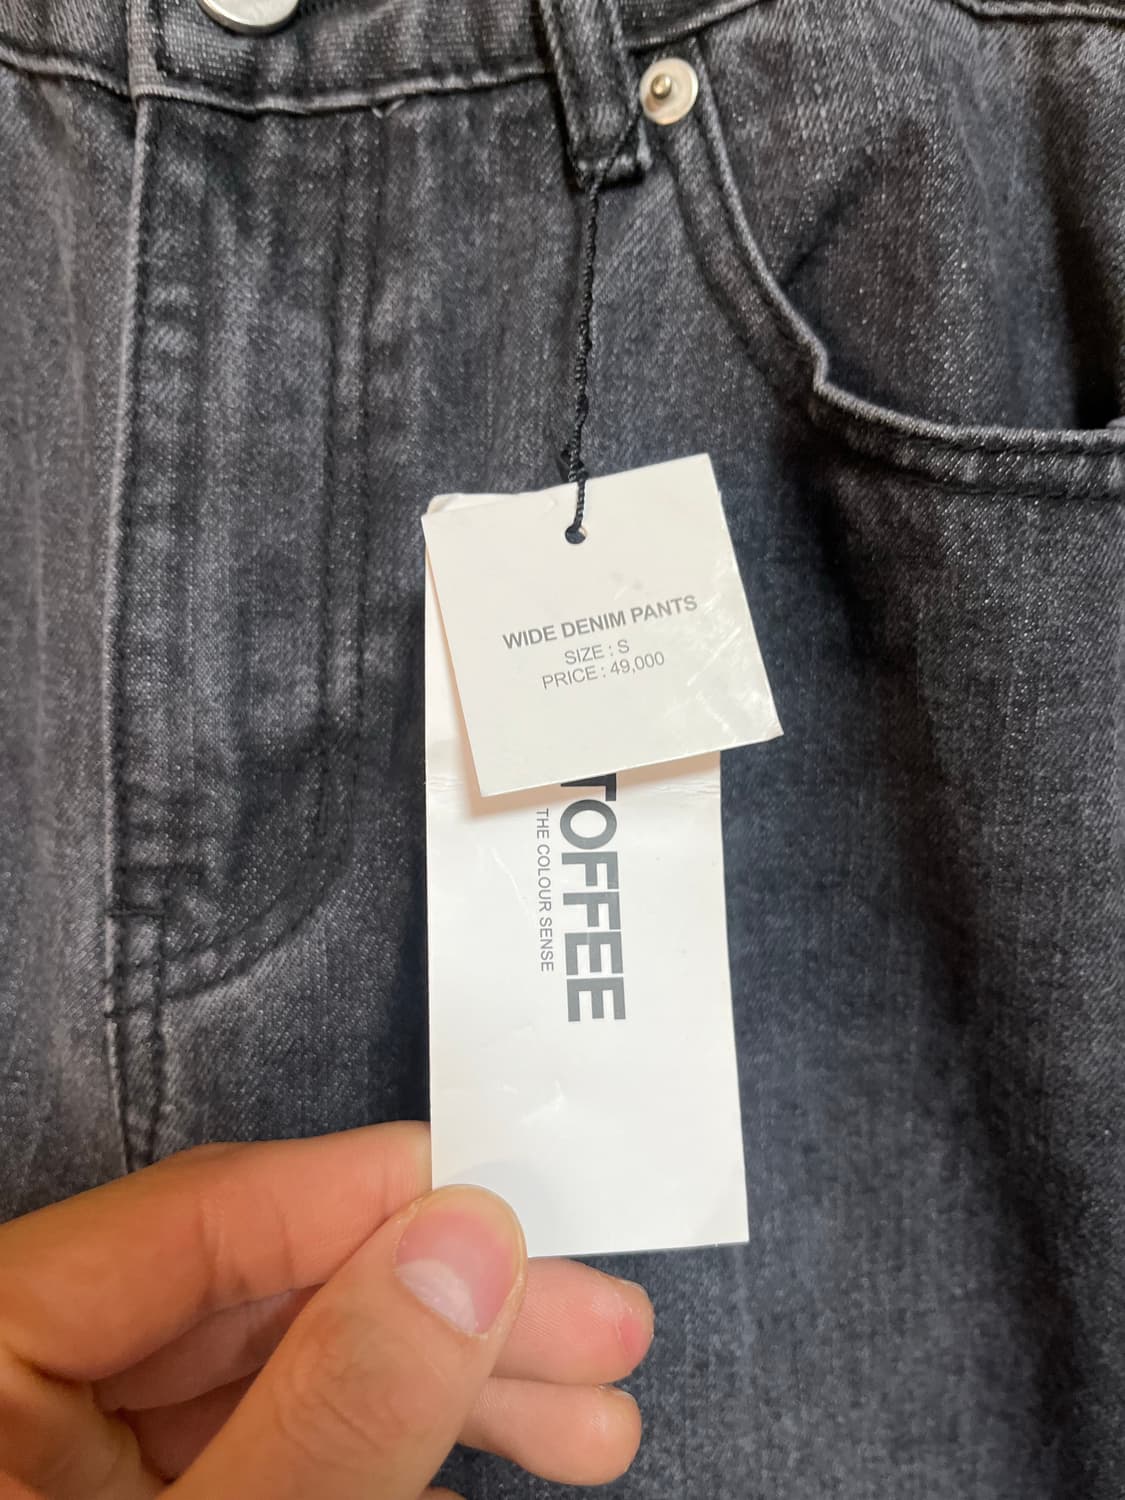 WIDE DENIM PANTS
SIZE : S
PRICE : 49,000
TOFFEE
THE COLOUR SENSE